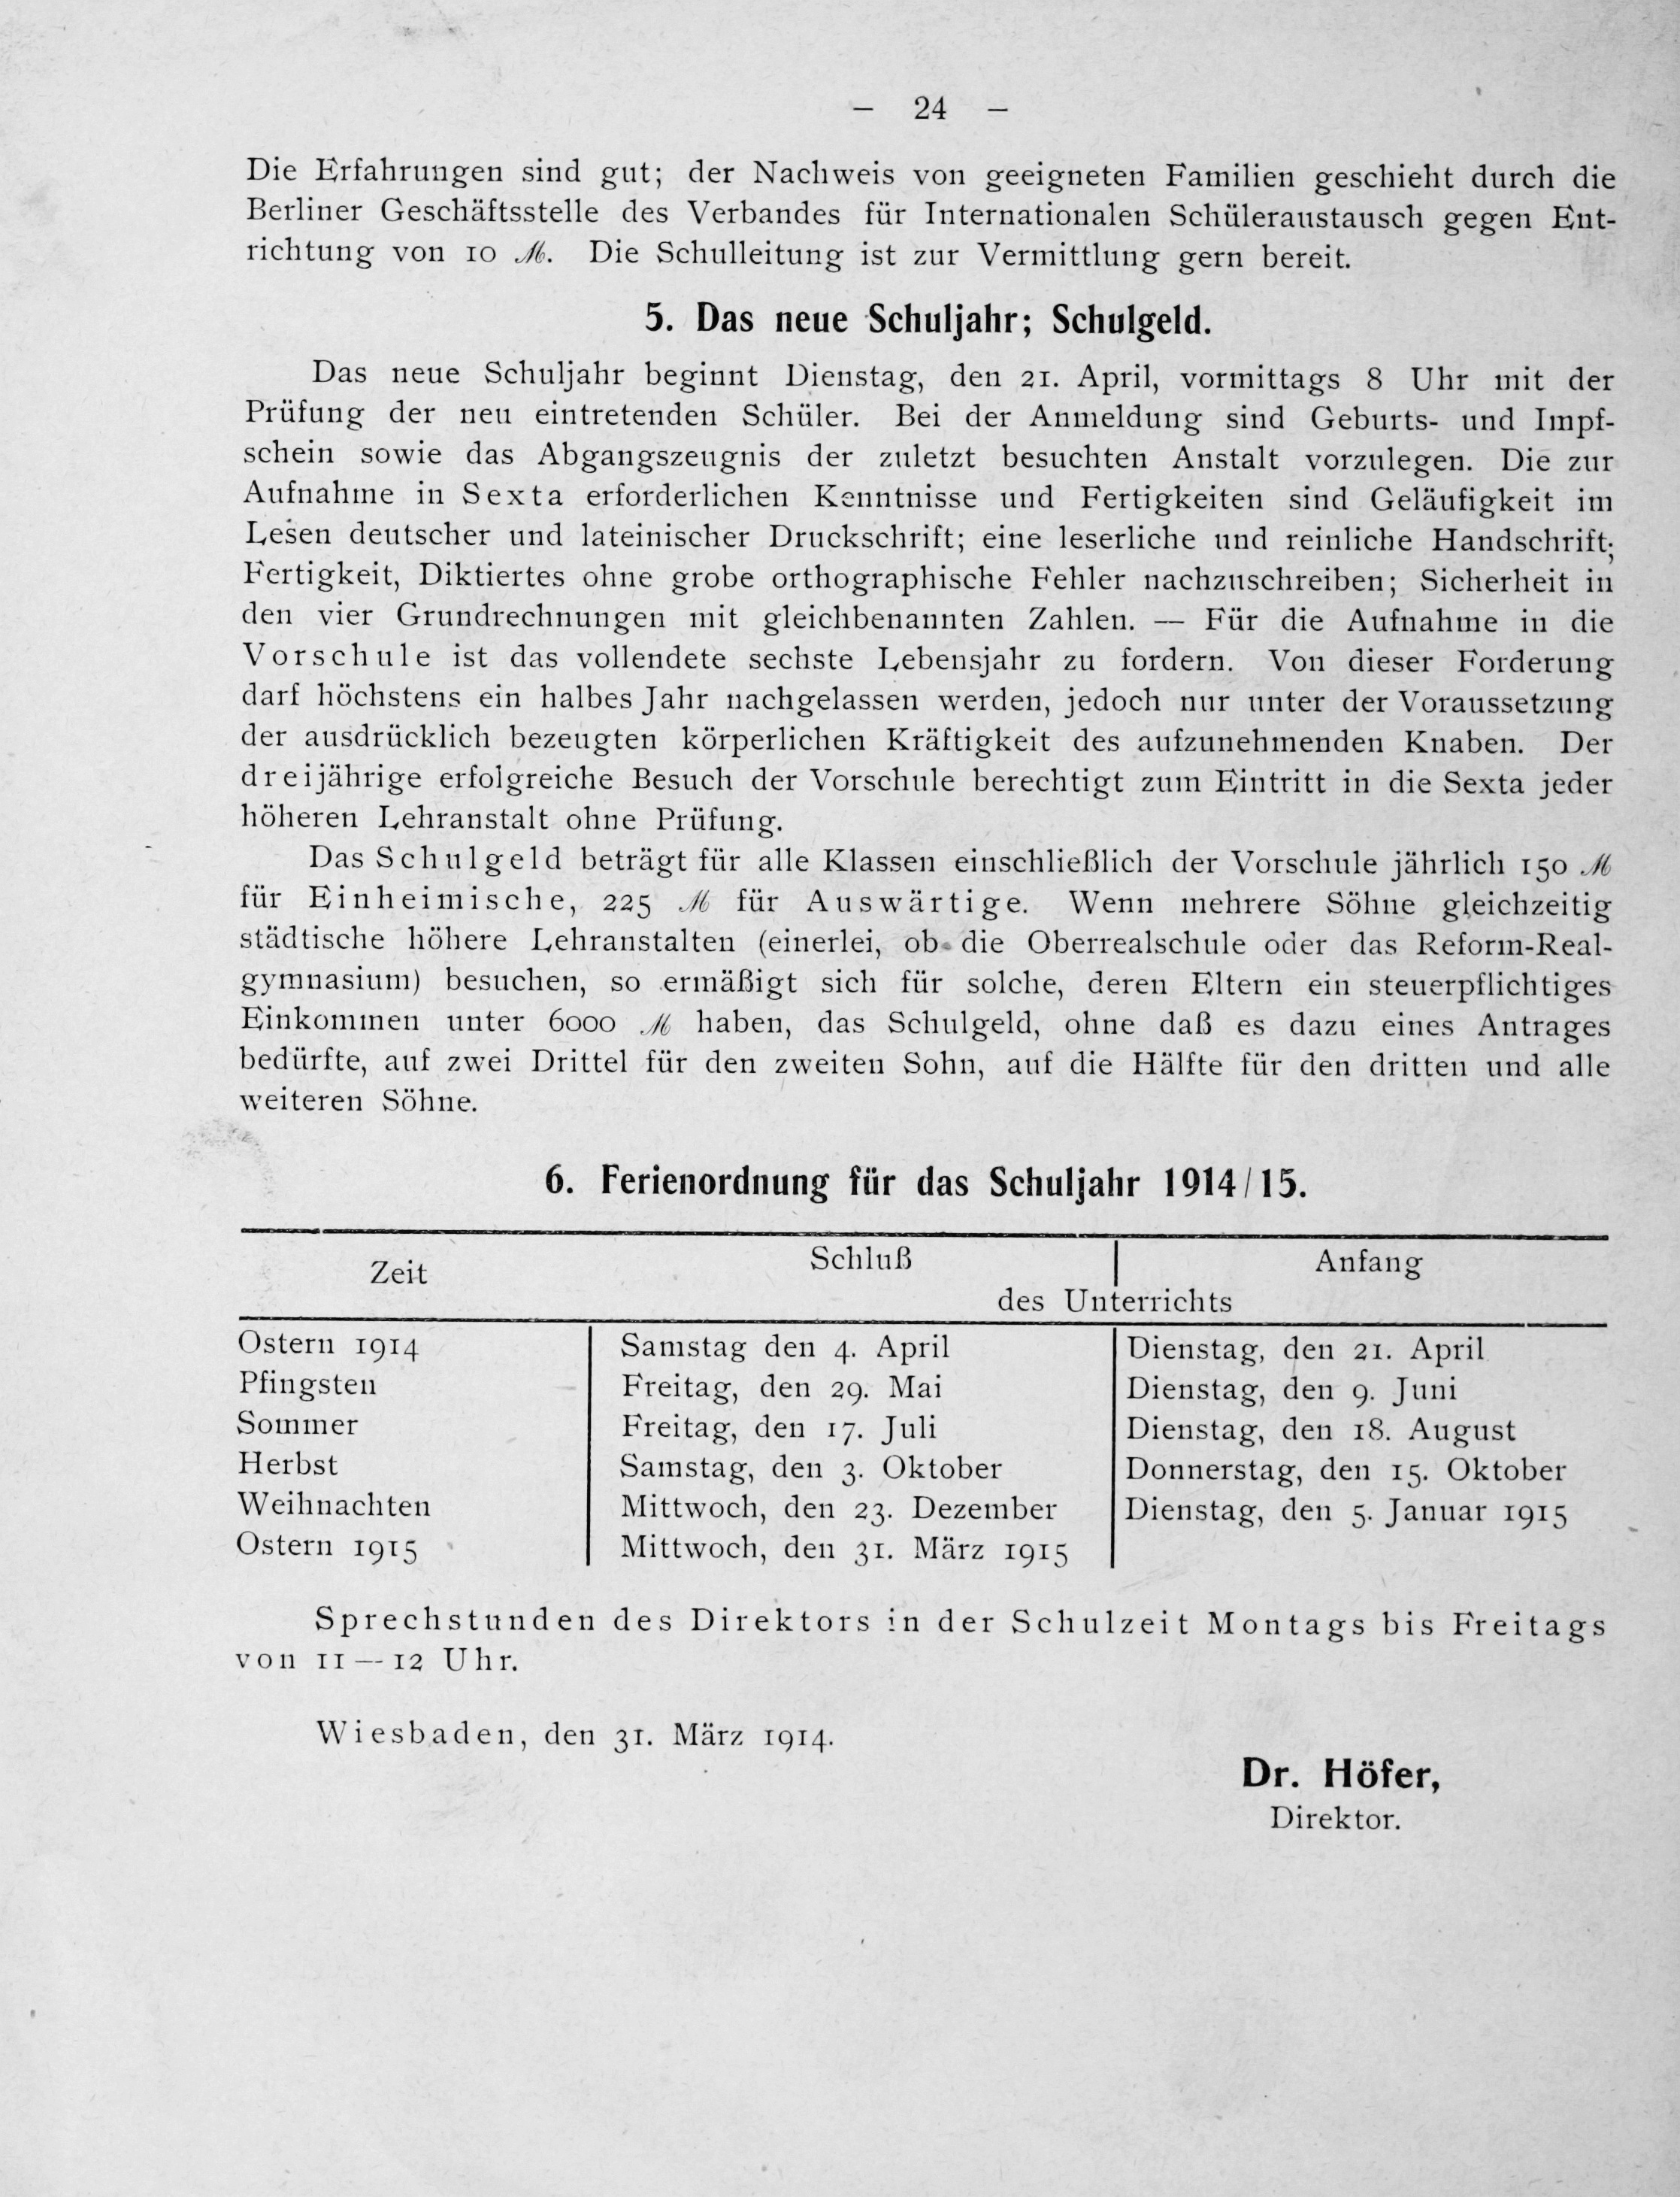 — 24 —
Die Erfahrungen sind gut; der Nachweis von geeigneten Familien geschieht durch die
Berliner Geschäftsstelle des Verbandes für Internationalen Schüleraustausch gegen Ent-
richtung von 10 ℳ. Die Schulleitung ist zur Vermittlung gern bereit.
5. Das neue Schuljahr; Schulgeld.
Das neue Schuljahr beginnt Dienstag, den 21. April, vormittags 8 Uhr mit der
Prüfung der neu eintretenden Schüler. Bei der Anmeldung sind Geburts- und Impf-
schein sowie das Abgangszeugnis der zuletzt besuchten Anstalt vorzulegen. Die zur
Aufnahme in Sexta erforderlichen Kenntnisse und Fertigkeiten sind Geläufigkeit im
Lesen deutscher und lateinischer Druckschrift; eine leserliche und reinliche Handschrift;
Fertigkeit, Diktiertes ohne grobe orthographische Fehler nachzuschreiben; Sicherheit in
den vier Grundrechnungen mit gleichbenannten Zahlen. — Für die Aufnahme in die
Vorschule ist das vollendete sechste Lebensjahr zu fordern. Von dieser Forderung
darf höchstens ein halbes Jahr nachgelassen werden, jedoch nur unter der Voraussetzung
der ausdrücklich bezeugten körperlichen Kräftigkeit des aufzunehmenden Knaben. Der
dreijährige erfolgreiche Besuch der Vorschule berechtigt zum Eintritt in die Sexta jeder
höheren Lehranstalt ohne Prüfung.
Das Schulgeld beträgt für alle Klassen einschließlich der Vorschule jährlich 150 ℳ
für Einheimische, 225 ℳ für Auswärtige. Wenn mehrere Söhne gleichzeitig
städtische höhere Lehranstalten (einerlei, ob die Oberrealschule oder das Reform-Real-
gymnasium) besuchen, so ermäßigt sich für solche, deren Eltern ein steuerpflichtiges
Einkommen unter 6000 ℳ haben, das Schulgeld, ohne daß es dazu eines Antrages
bedürfte, auf zwei Drittel für den zweiten Sohn, auf die Hälfte für den dritten und alle
weiteren Söhne.
6. Ferienordnung für das Schuljahr 1914/15.
Zeit Schluß Anfang
des Unterrichts
Ostern 1914 Samstag den 4. April Dienstag, den 21. April
Pfingsten Freitag, den 29. Mai Dienstag, den 9. Juni
Sommer Freitag, den 17. Juli Dienstag, den 18. August
Herbst Samstag, den 3. Oktober Donnerstag, den 15. Oktober
Weihnachten Mittwoch, den 23. Dezember Dienstag, den 5. Januar 1915
Ostern 1915 Mittwoch, den 31. März 1915
Sprechstunden des Direktors in der Schulzeit Montags bis Freitags
von 11—12 Uhr.
Wiesbaden, den 31. März 1914.
Dr. Höfer,
Direktor.